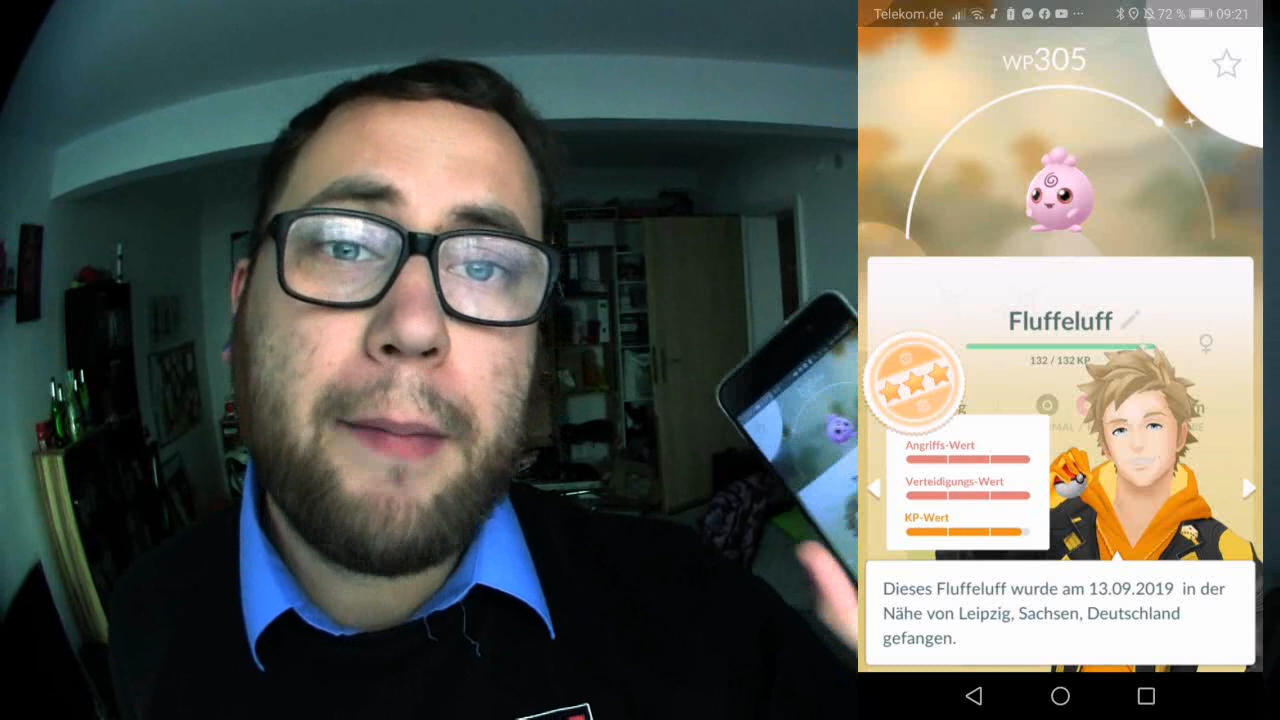 Telekom.de
72 % 09:21
WP305
Fluffeluff
132 / 132 KP
Angriffs-Wert
Verteidigungs-Wert
KP-Wert
Dieses Fluffeluff wurde am 13.09.2019 in der
Nähe von Leipzig, Sachsen, Deutschland
gefangen.